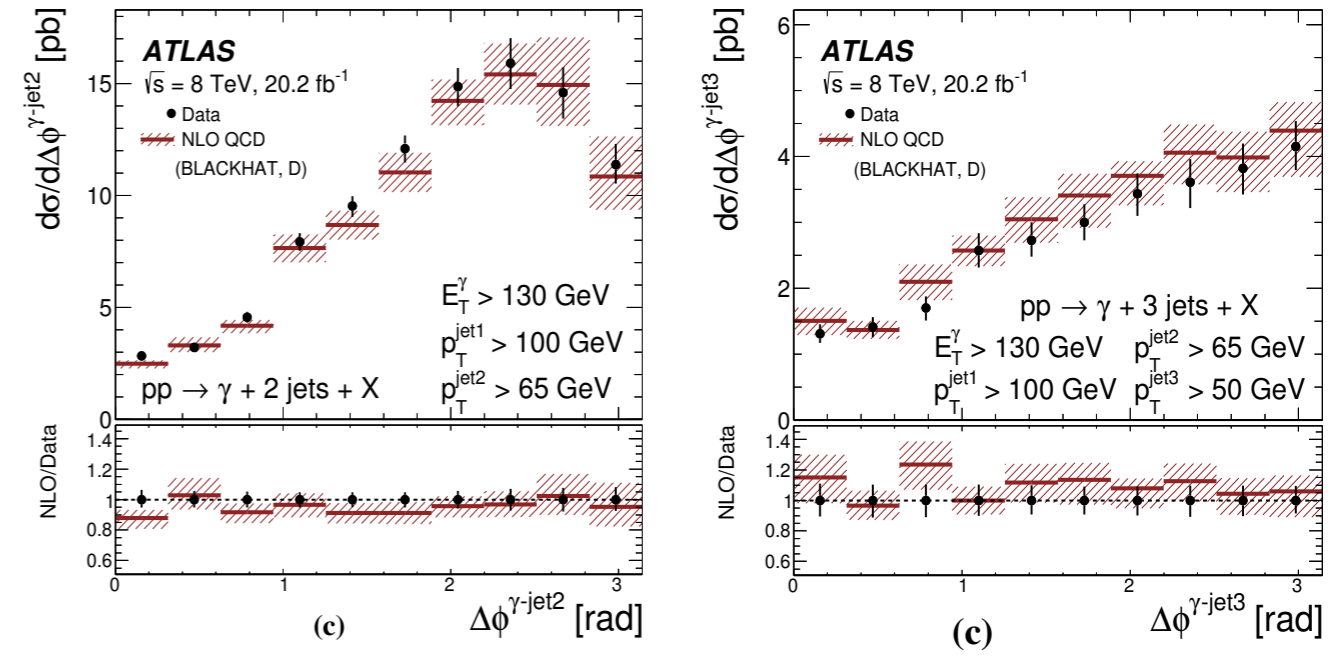 dσ/dΔϕ^γ-jet2 [pb]
ATLAS
√s = 8 TeV, 20.2 fb⁻¹
Data
NLO QCD
(BLACKHAT, D)
15
10
5
0
E_T^γ > 130 GeV
p_T^jet1 > 100 GeV
pp → γ + 2 jets + X
p_T^jet2 > 65 GeV
NLO/Data
1.4
1.2
1
0.8
0.6
0 1 2 3
(c)
Δϕ^γ-jet2 [rad]
dσ/dΔϕ^γ-jet3 [pb]
ATLAS
√s = 8 TeV, 20.2 fb⁻¹
Data
NLO QCD
(BLACKHAT, D)
6
4
2
0
pp → γ + 3 jets + X
E_T^γ > 130 GeV p_T^jet2 > 65 GeV
p_T^jet1 > 100 GeV p_T^jet3 > 50 GeV
NLO/Data
1.4
1.2
1
0.8
0.6
0 1 2 3
(c)
Δϕ^γ-jet3 [rad]